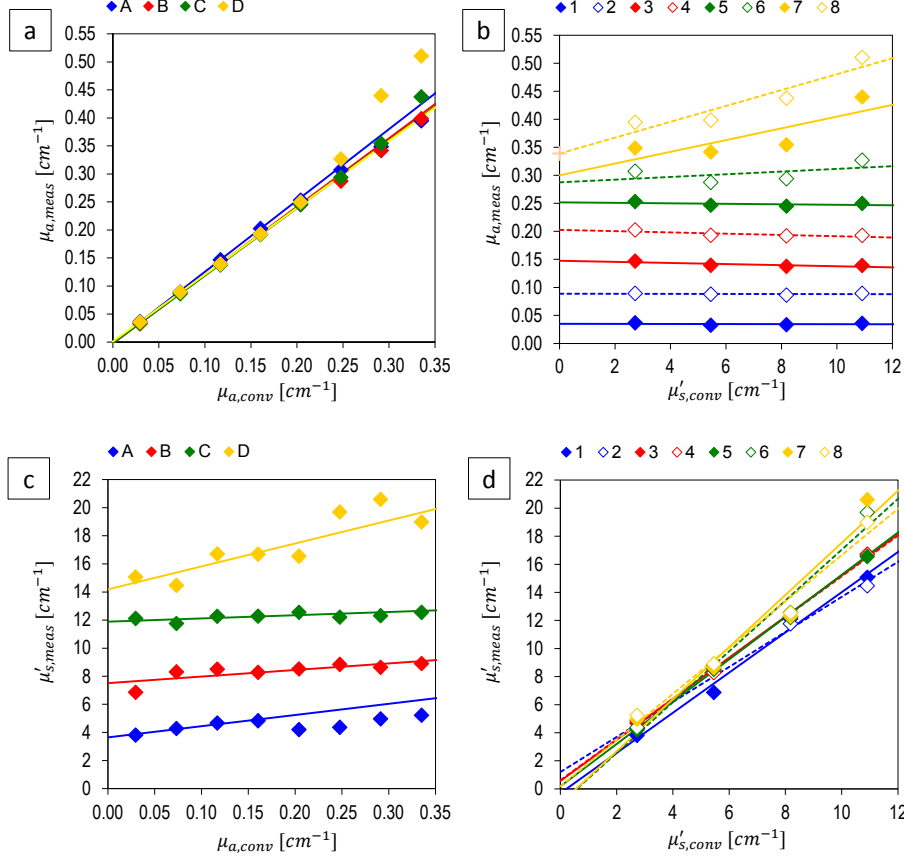 A B C D
1 2 3 4 5 6 7 8
a
b
0.55
0.50
0.45
0.40
0.35
0.30
0.25
0.20
0.15
0.10
0.05
0.00
μa,meas [cm−1]
0.00 0.05 0.10 0.15 0.20 0.25 0.30 0.35
μa,conv [cm−1]
0.55
0.50
0.45
0.40
0.35
0.30
0.25
0.20
0.15
0.10
0.05
0.00
μa,meas [cm−1]
0 2 4 6 8 10 12
μ′s,conv [cm−1]
A B C D
1 2 3 4 5 6 7 8
c
d
22
20
18
16
14
12
10
8
6
4
2
0
μ′s,meas [cm−1]
0.00 0.05 0.10 0.15 0.20 0.25 0.30 0.35
μa,conv [cm−1]
22
20
18
16
14
12
10
8
6
4
2
0
μ′s,meas [cm−1]
0 2 4 6 8 10 12
μ′s,conv [cm−1]